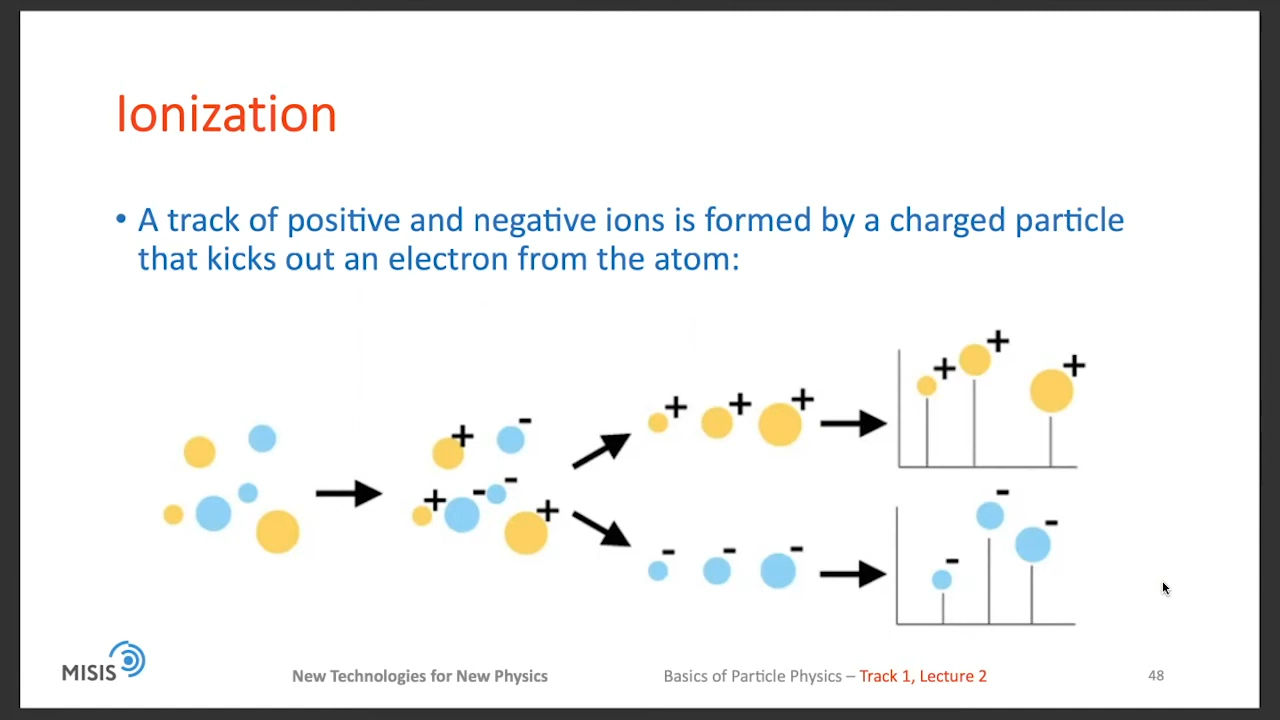 Ionization
• A track of positive and negative ions is formed by a charged particle
that kicks out an electron from the atom:
+ + +
+ - + - - +
+ + +
- - -
- - -
MISIS
New Technologies for New Physics
Basics of Particle Physics – Track 1, Lecture 2
48